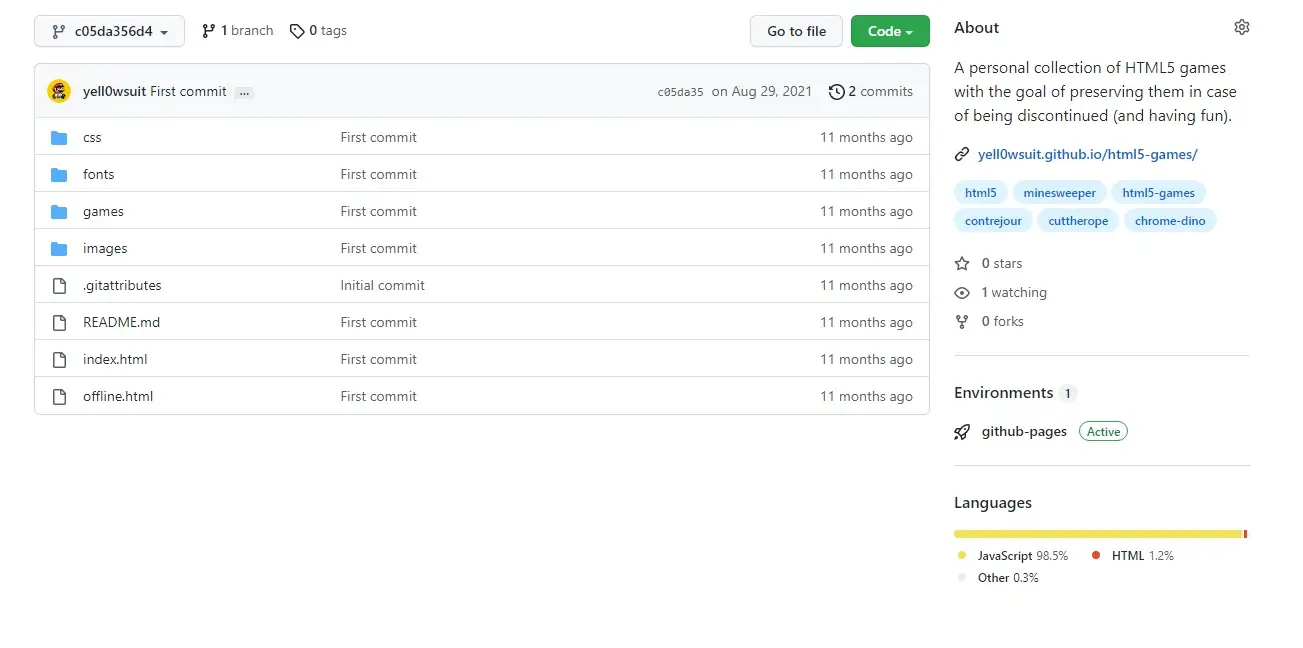 c05da356d4 1 branch 0 tags Go to file Code
yell0wsuit First commit ... c05da35 on Aug 29, 2021 2 commits
css First commit 11 months ago
fonts First commit 11 months ago
games First commit 11 months ago
images First commit 11 months ago
.gitattributes Initial commit 11 months ago
README.md First commit 11 months ago
index.html First commit 11 months ago
offline.html First commit 11 months ago
About
A personal collection of HTML5 games
with the goal of preserving them in case
of being discontinued (and having fun).
yell0wsuit.github.io/html5-games/
html5 minesweeper html5-games
contrejour cuttherope chrome-dino
0 stars
1 watching
0 forks
Environments 1
github-pages Active
Languages
JavaScript 98.5% HTML 1.2%
Other 0.3%